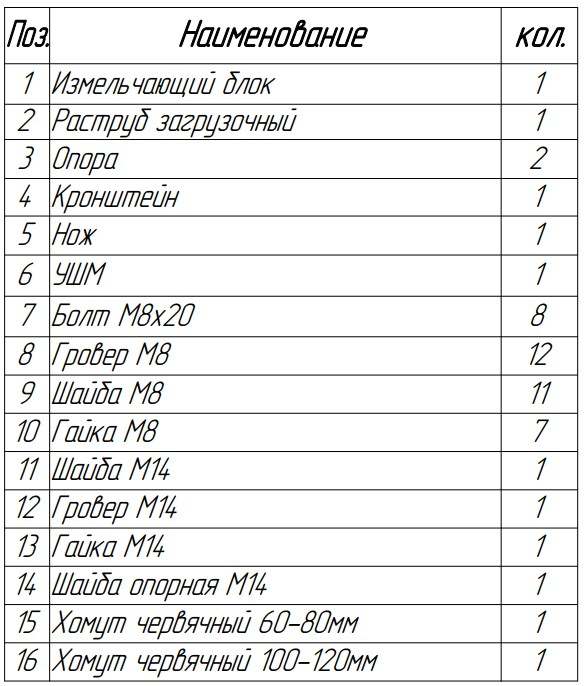 Поз. Наименование кол.
1 Измельчающий блок 1
2 Раструб загрузочный 1
3 Опора 2
4 Кронштейн 1
5 Нож 1
6 УШМ 1
7 Болт М8х20 8
8 Гровер М8 12
9 Шайба М8 11
10 Гайка М8 7
11 Шайба М14 1
12 Гровер М14 1
13 Гайка М14 1
14 Шайба опорная М14 1
15 Хомут червячный 60-80мм 1
16 Хомут червячный 100-120мм 1